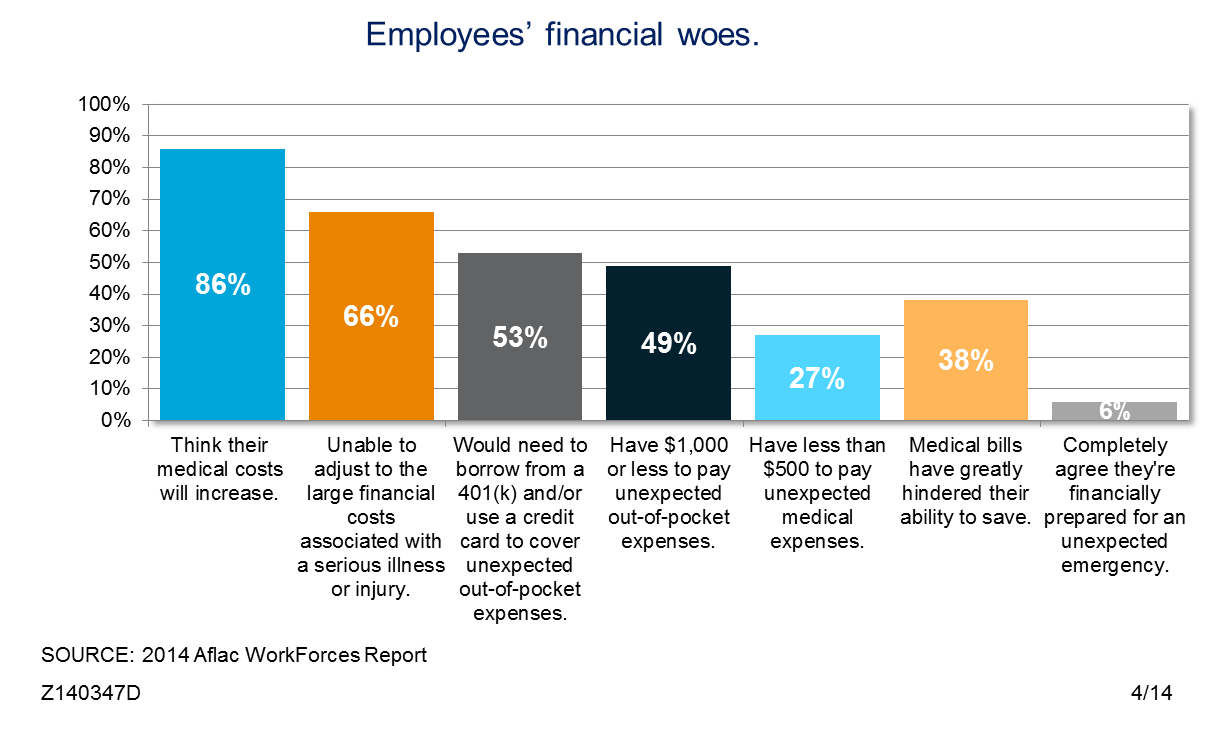 Employees’ financial woes.
100%
90%
80%
70%
60%
50%
40%
30%
20%
10%
0%
86%
66%
53%
49%
27%
38%
6%
Think their
medical costs
will increase.
Unable to
adjust to the
large financial
costs
associated with
a serious illness
or injury.
Would need to
borrow from a
401(k) and/or
use a credit
card to cover
unexpected
out-of-pocket
expenses.
Have $1,000
or less to pay
unexpected
out-of-pocket
expenses.
Have less than
$500 to pay
unexpected
medical
expenses.
Medical bills
have greatly
hindered their
ability to save.
Completely
agree they're
financially
prepared for an
unexpected
emergency.
SOURCE: 2014 Aflac WorkForces Report
Z140347D
4/14